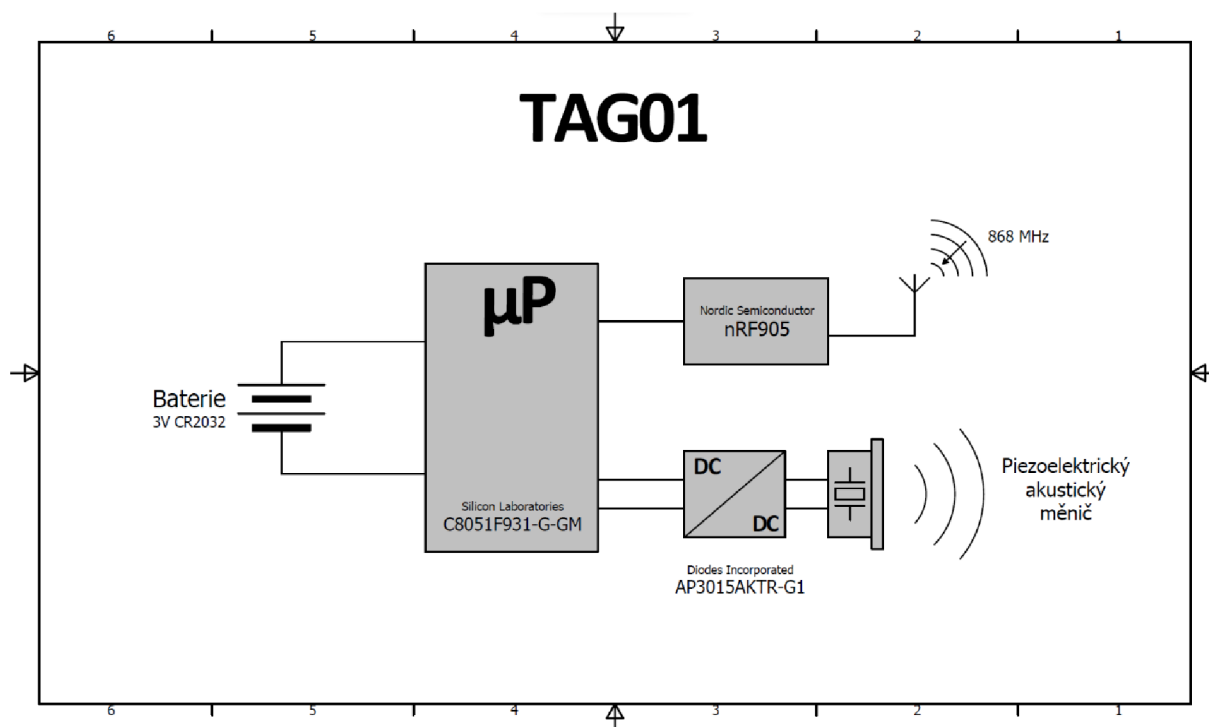 6 5 4 3 2 1
TAG01
868 MHz
µP
Nordic Semiconductor
nRF905
Baterie
3V CR2032
Silicon Laboratories
C8051F931-G-GM
DC
DC
Piezoelektrický
akustický
měnič
Diodes Incorporated
AP3015AKTR-G1
6 5 4 3 2 1